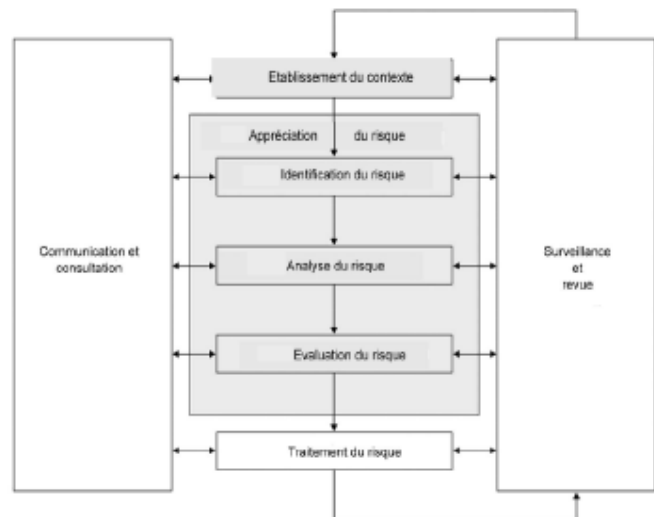 Etablissement du contexte
Appréciation du risque
Identification du risque
Communication et
consultation
Analyse du risque
Surveillance
et
revue
Evaluation du risque
Traitement du risque